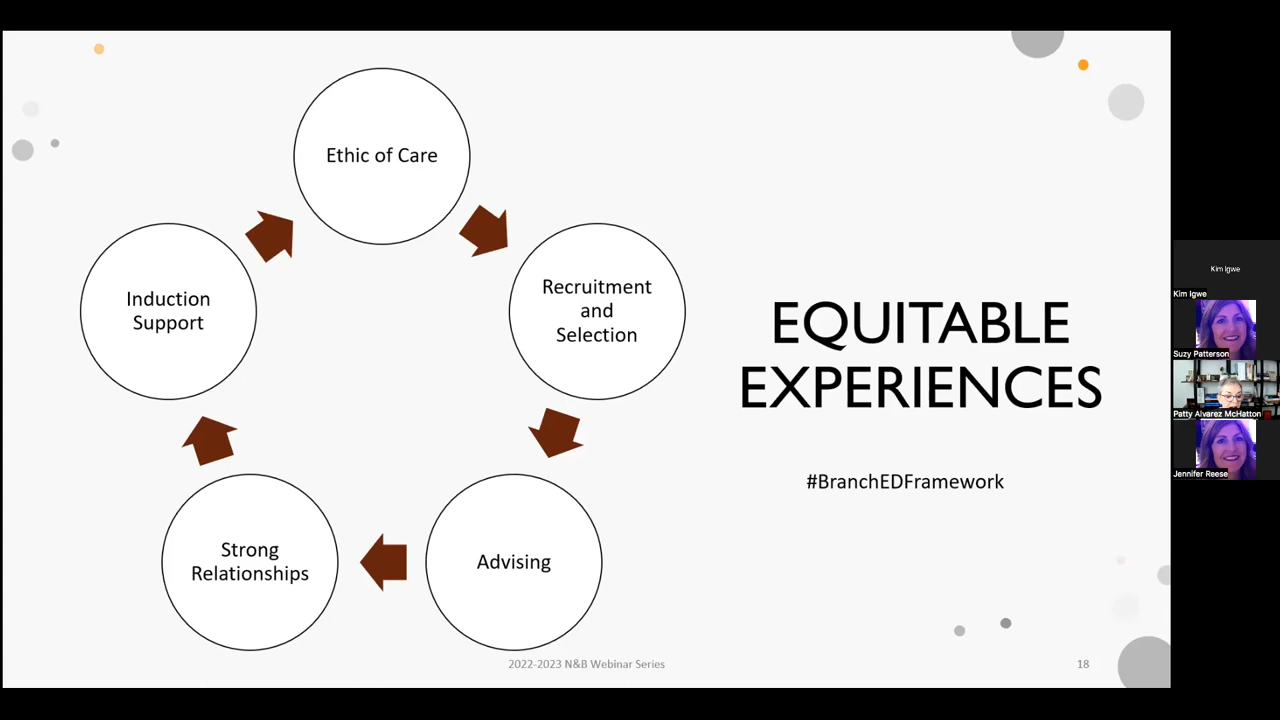 Ethic of Care
Recruitment
and
Selection
Advising
Strong
Relationships
Induction
Support
EQUITABLE
EXPERIENCES
#BranchEDFramework
2022-2023 N&B Webinar Series
18
Kim Igwe
Kim Igwe
Suzy Patterson
Patty Alvarez McHatton
Jennifer Reese